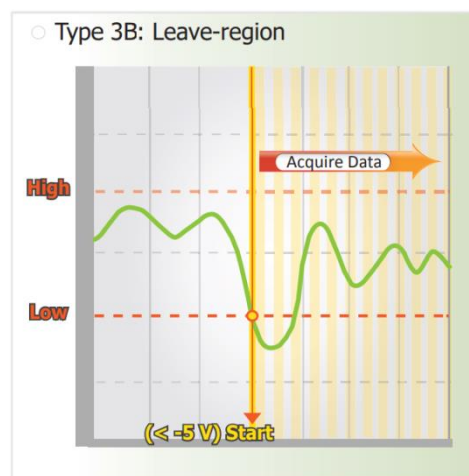 Type 3B: Leave-region
Acquire Data
High
Low
(< -5 V) Start